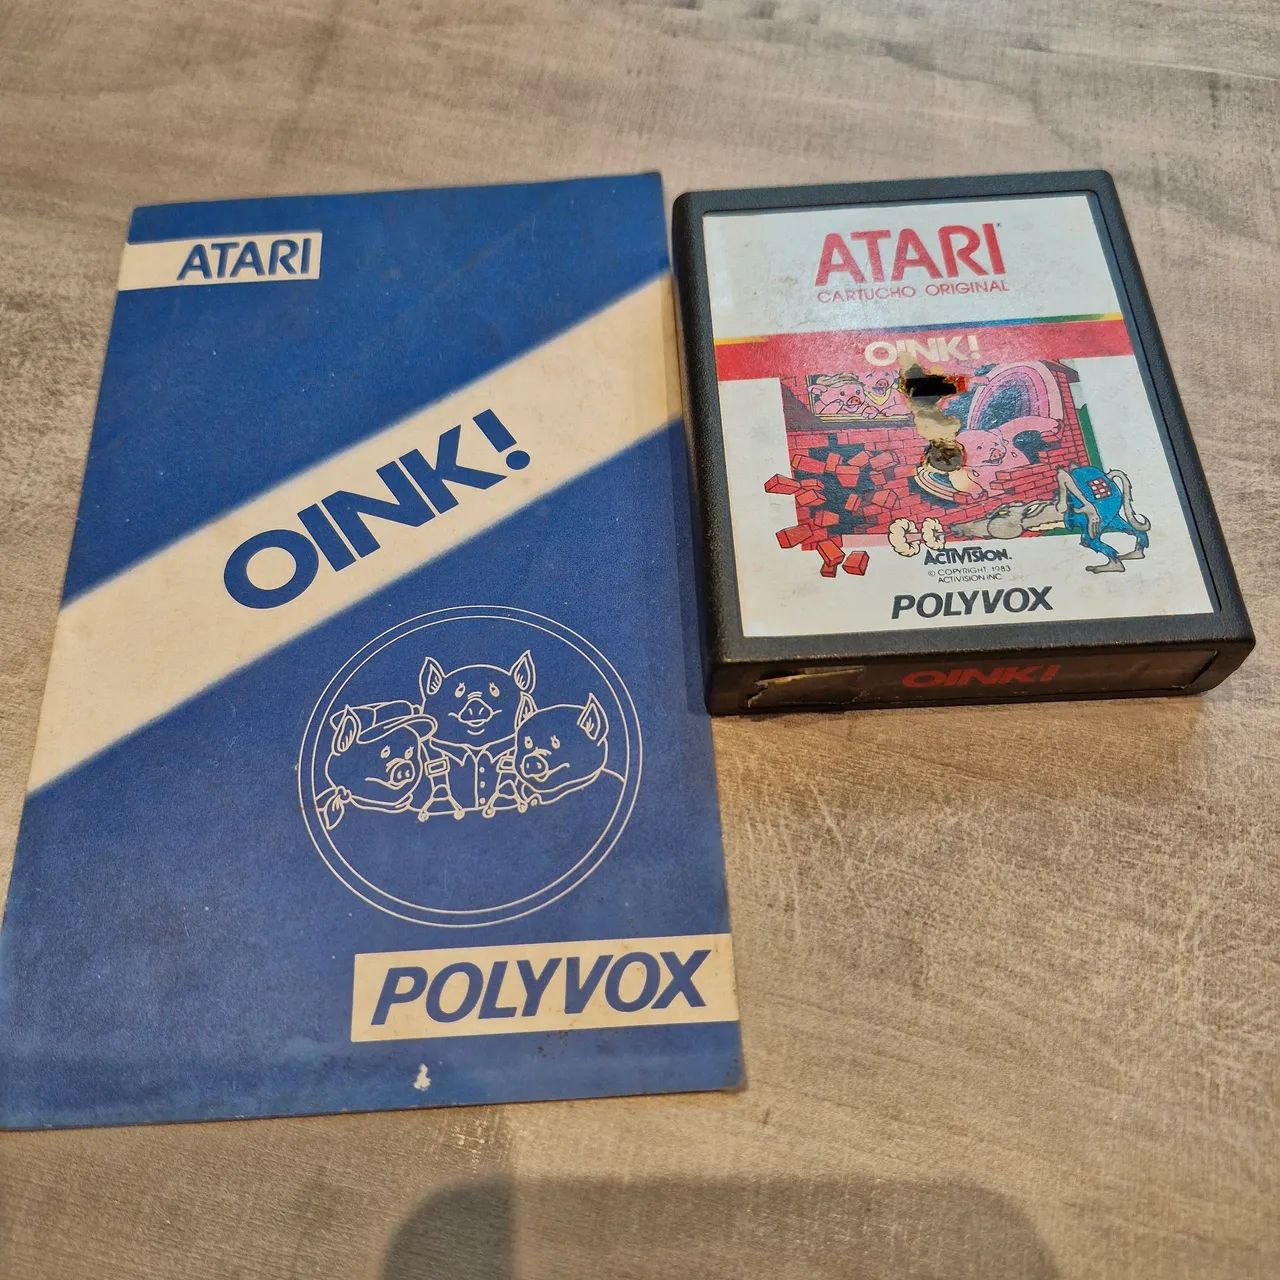 ATARI
OINK!
POLYVOX
ATARI
CARTUCHO ORIGINAL
OINK!
ACTIVISION.
© COPYRIGHT, 1983
ACTIVISION INC.
POLYVOX
OINK!